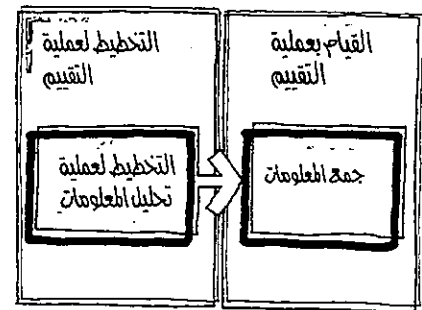 القيام بعملية
التقييم
جمع المعلومات
التخطيط لعملية
التقييم
التخطيط لعملية
تحليل المعلومات